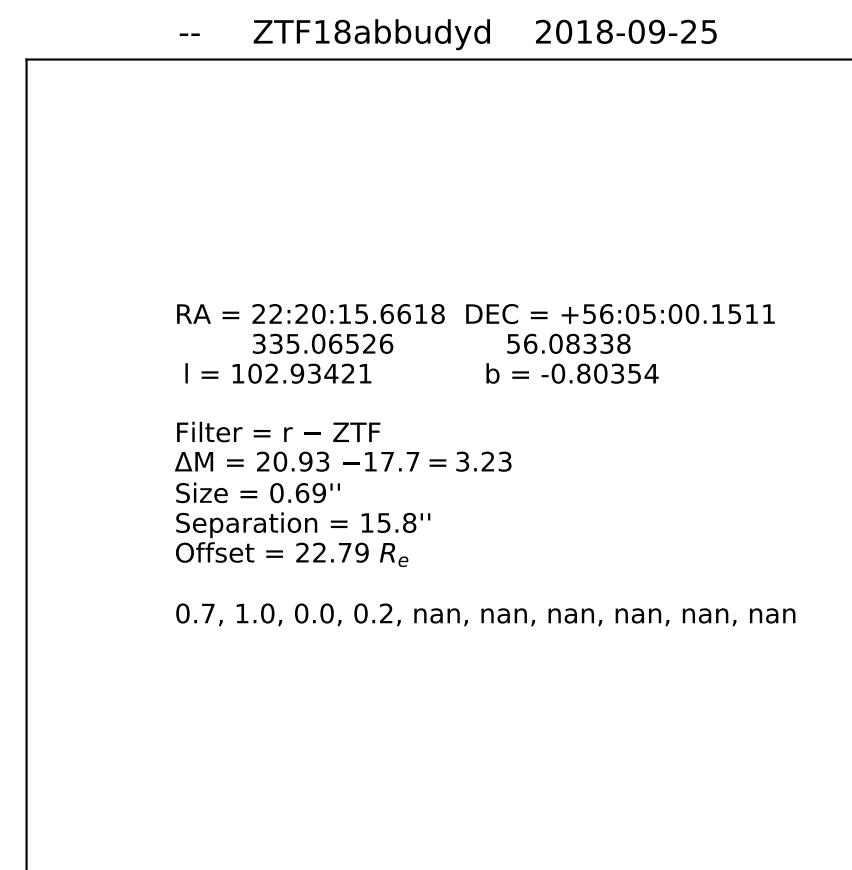 -- ZTF18abbudyd 2018-09-25
RA = 22:20:15.6618 DEC = +56:05:00.1511
335.06526 56.08338
l = 102.93421 b = -0.80354
Filter = r − ZTF
ΔM = 20.93 −17.7 = 3.23
Size = 0.69''
Separation = 15.8''
Offset = 22.79 Rₑ
0.7, 1.0, 0.0, 0.2, nan, nan, nan, nan, nan, nan